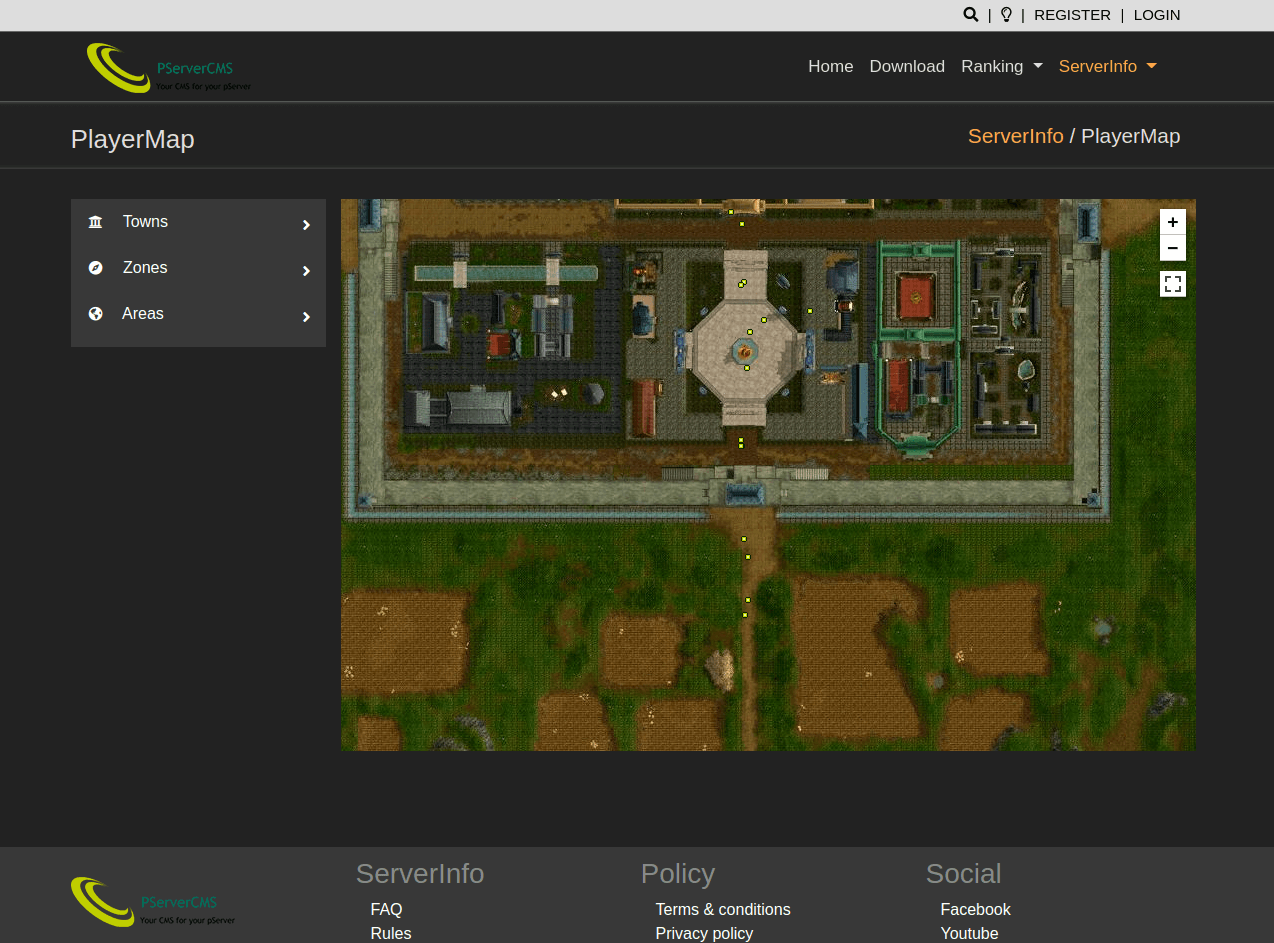 | | REGISTER | LOGIN
PServerCMS
Your CMS for your pServer
Home Download Ranking ServerInfo
PlayerMap
ServerInfo / PlayerMap
Towns
Zones
Areas
+
−
ServerInfo
Policy
Social
PServerCMS
Your CMS for your pServer
FAQ
Terms & conditions
Facebook
Rules
Privacy policy
Youtube